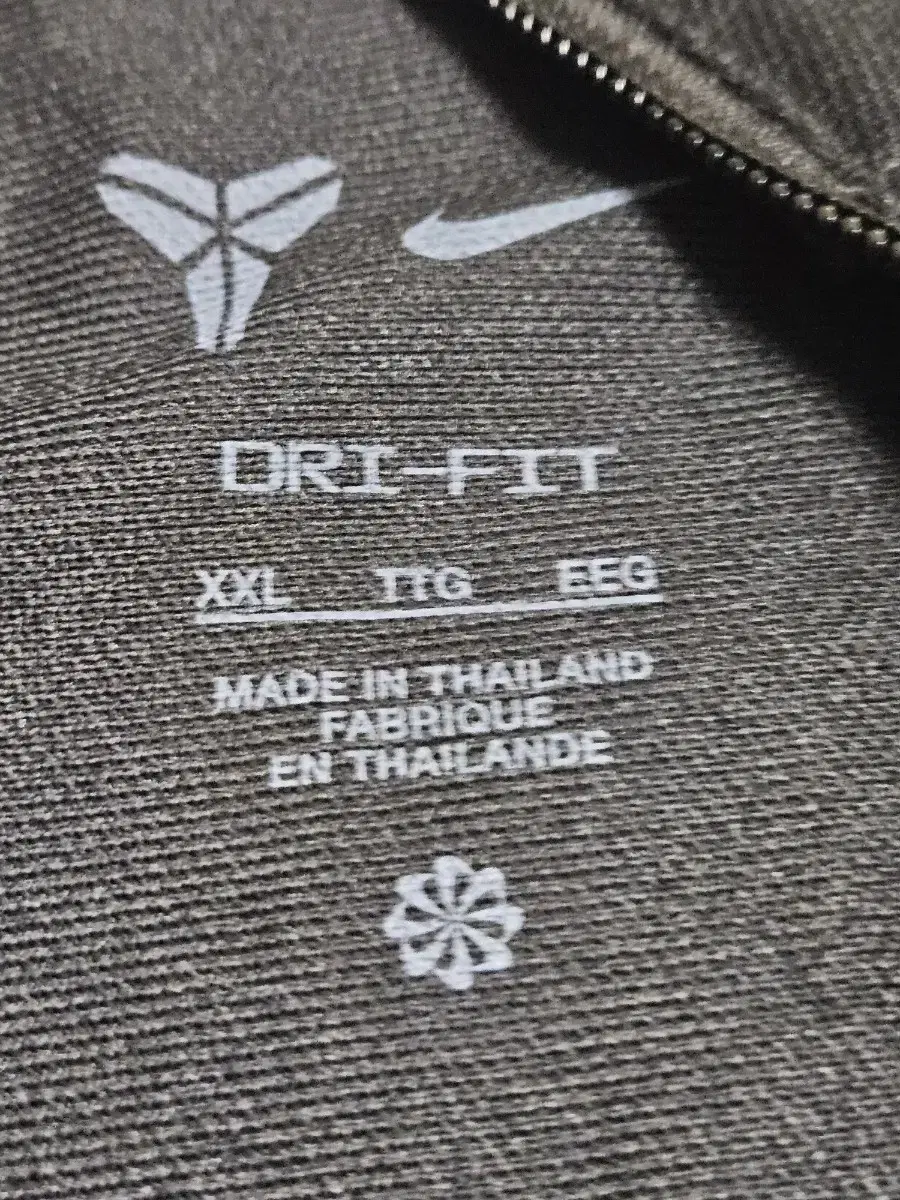 DRI-FIT
XXL TTG EEG
MADE IN THAILAND
FABRIQUE
EN THAILANDE